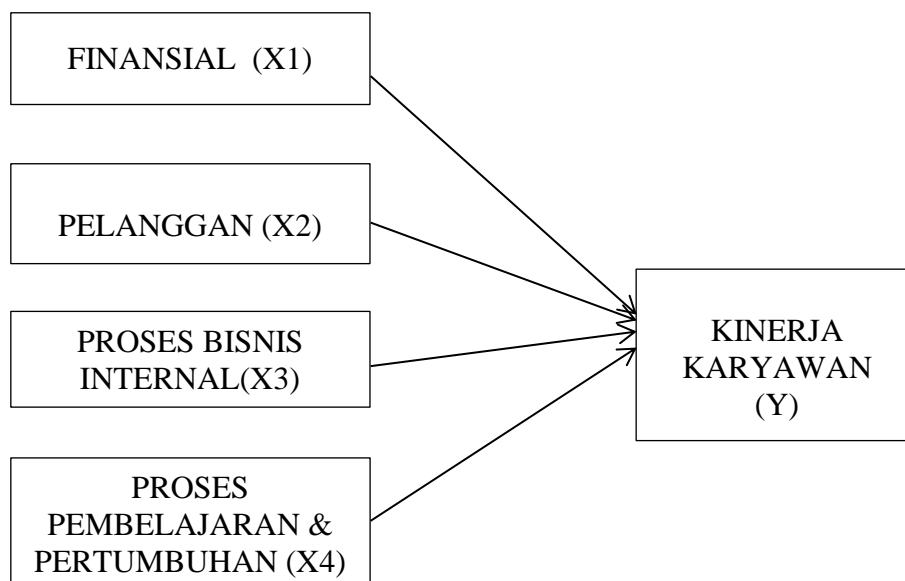 FINANSIAL (X1)
PELANGGAN (X2)
PROSES BISNIS
INTERNAL(X3)
PROSES
PEMBELAJARAN &
PERTUMBUHAN (X4)
KINERJA
KARYAWAN
(Y)